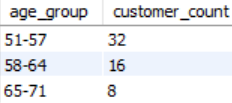 age_group customer_count
51-57 32
58-64 16
65-71 8